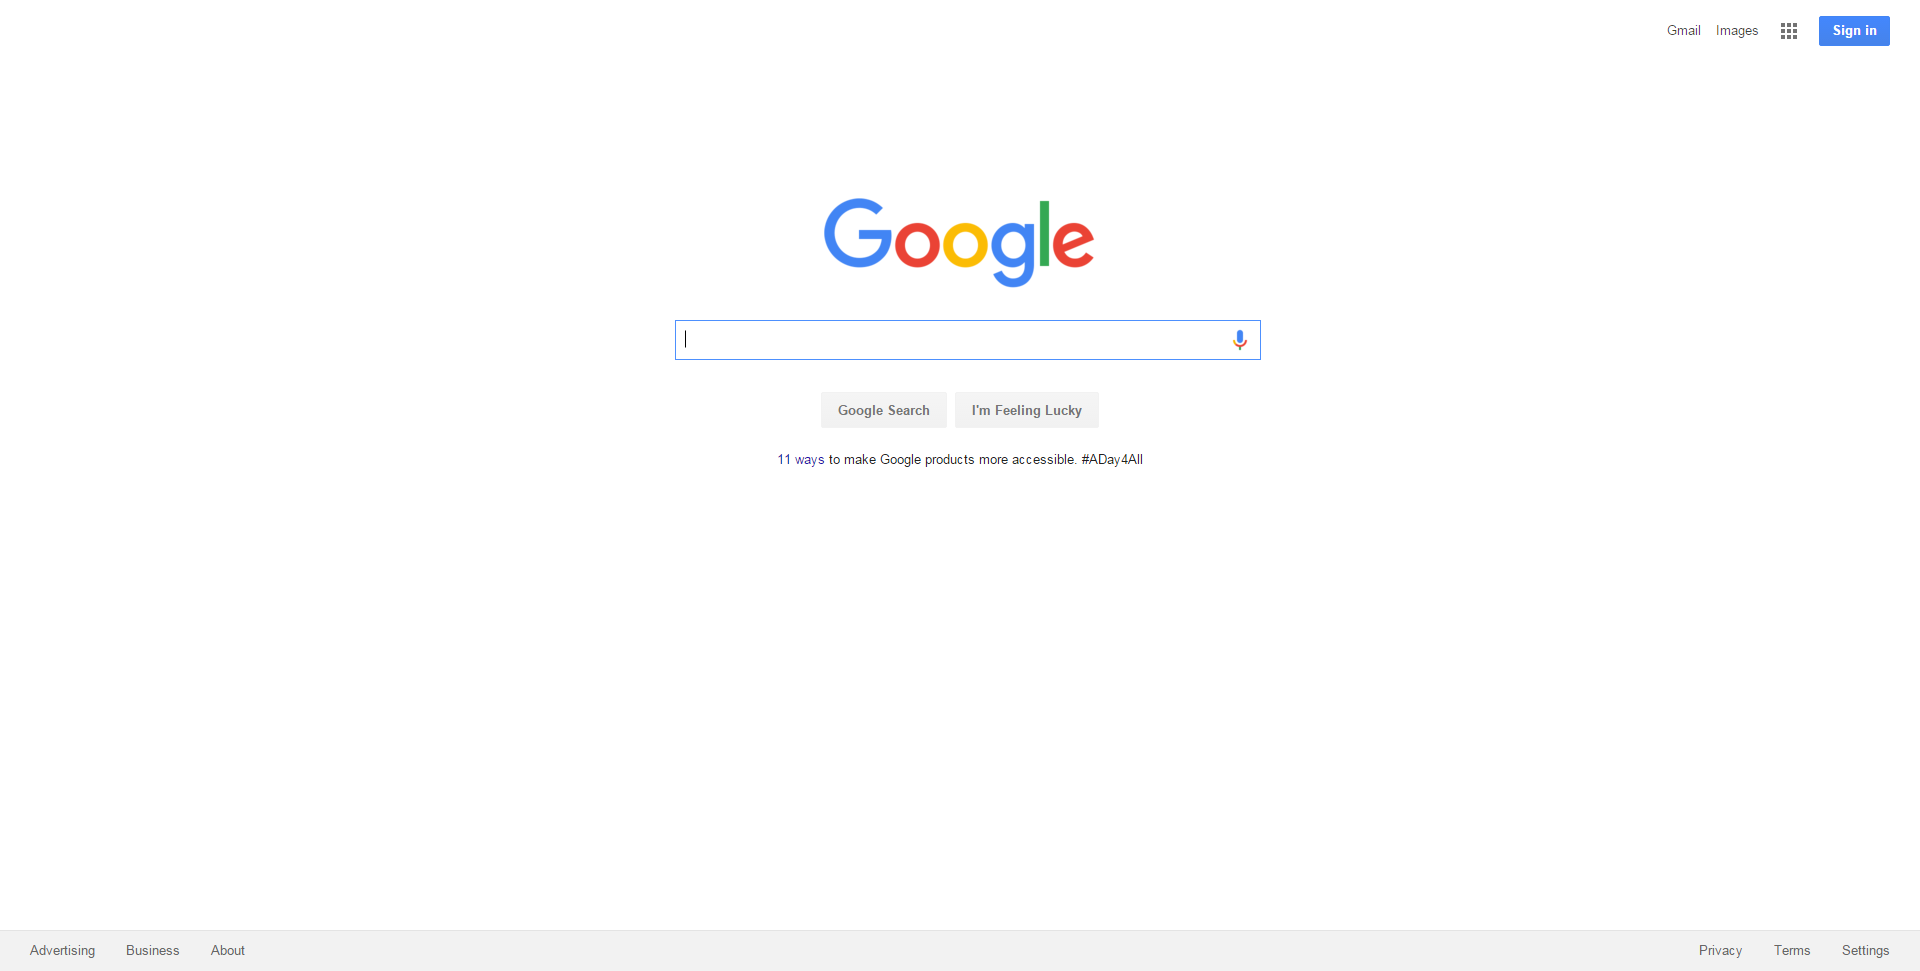 Gmail Images Sign in
Google
Google Search I'm Feeling Lucky
11 ways to make Google products more accessible. #ADay4All
Advertising Business About Privacy Terms Settings